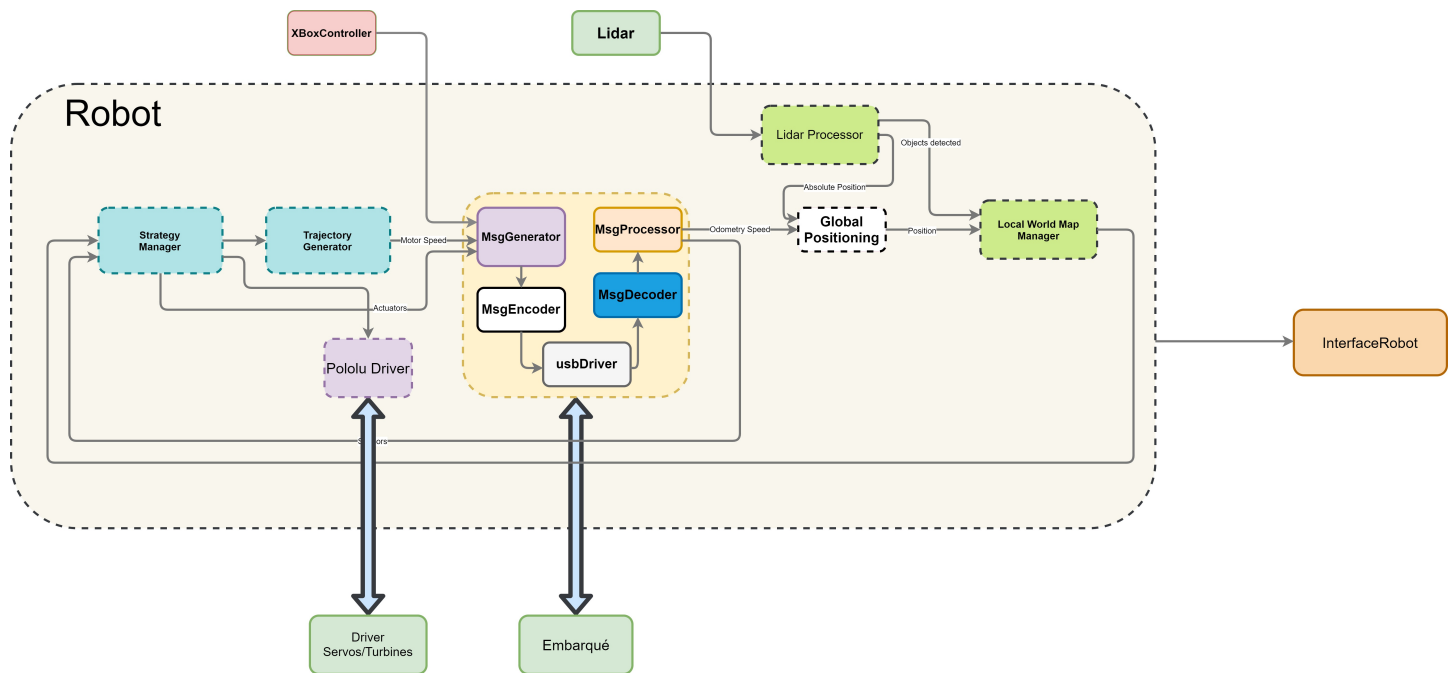 XBoxController
Lidar
Robot
Lidar Processor
Objects detected
Absolute Position
Strategy
Manager
Trajectory
Generator
Motor Speed
MsgGenerator
MsgProcessor
Odometry Speed
Global
Positioning
Position
Local World Map
Manager
MsgEncoder
MsgDecoder
Actuators
usbDriver
Pololu Driver
InterfaceRobot
Driver
Servos/Turbines
Embarqué